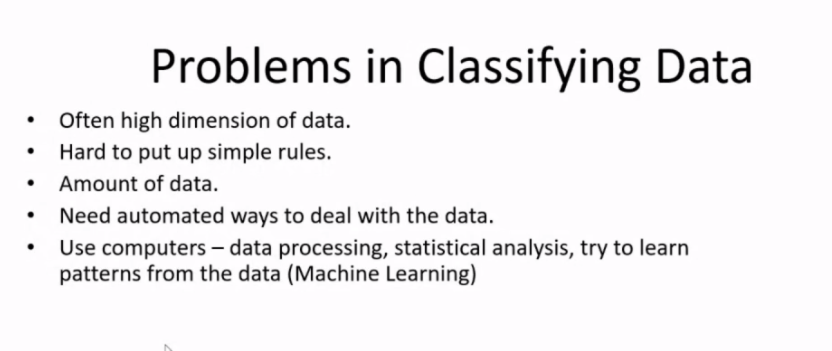 Problems in Classifying Data
• Often high dimension of data.
• Hard to put up simple rules.
• Amount of data.
• Need automated ways to deal with the data.
• Use computers – data processing, statistical analysis, try to learn
patterns from the data (Machine Learning)